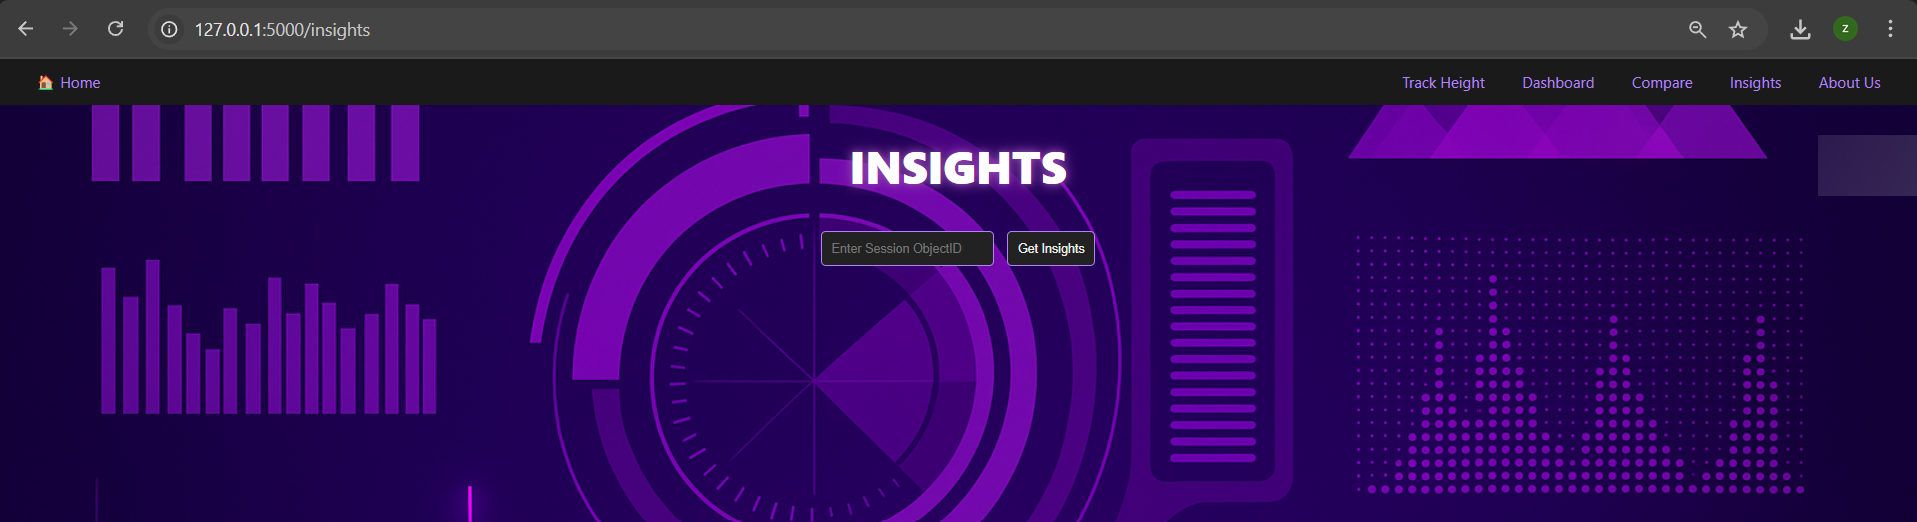 127.0.0.1:5000/insights
z
🏠 Home
Track Height
Dashboard
Compare
Insights
About Us
INSIGHTS
Enter Session ObjectID
Get Insights